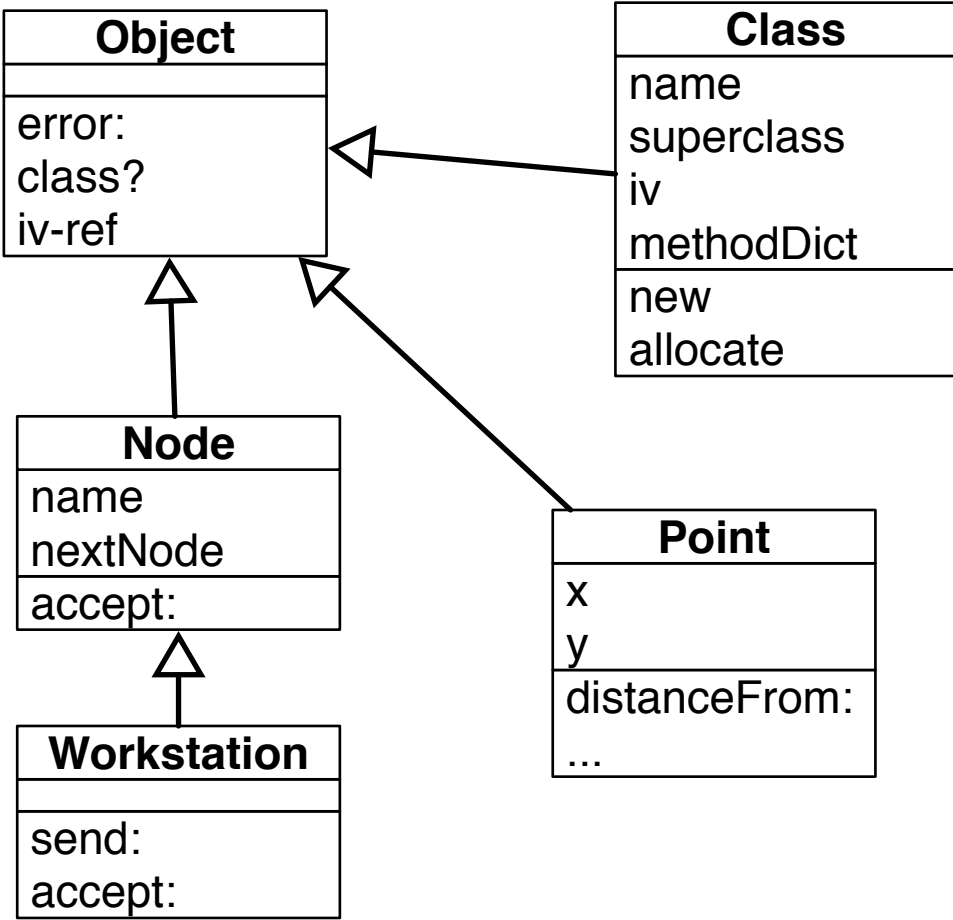 Object
error:
class?
iv-ref
Class
name
superclass
iv
methodDict
new
allocate
Node
name
nextNode
accept:
Point
x
y
distanceFrom:
...
Workstation
send:
accept: